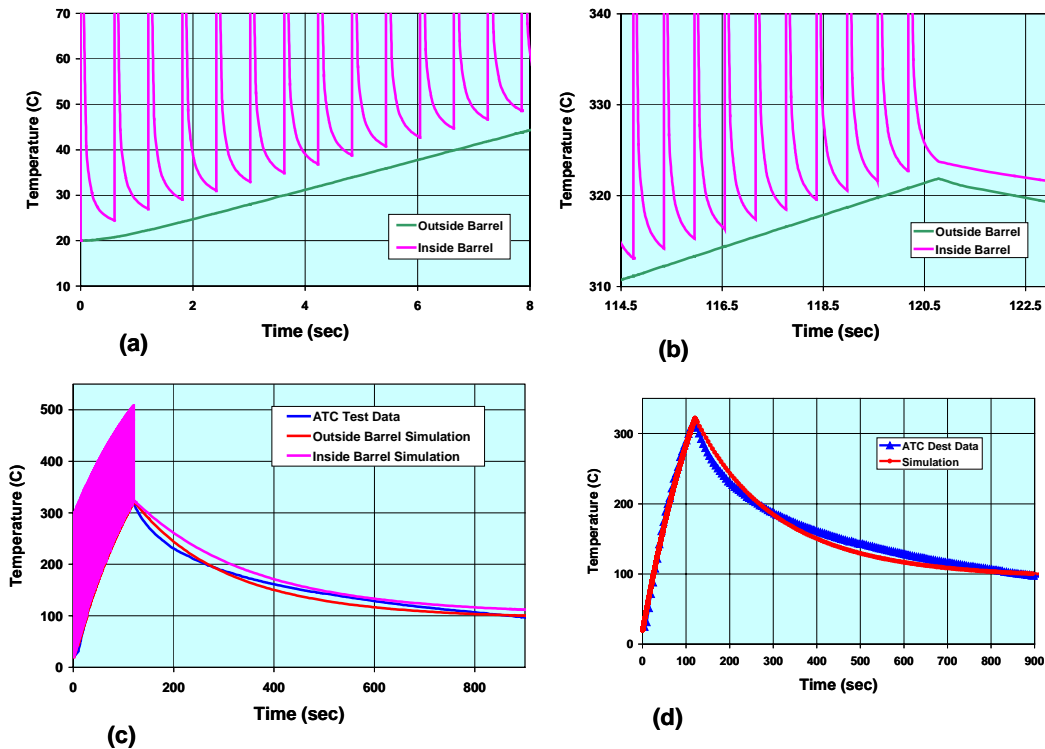 70
60
50
40
30
20
10
Temperature (C)
Outside Barrel
Inside Barrel
0 2 4 6 8
Time (sec)
(a)
340
330
320
310
Temperature (C)
Outside Barrel
Inside Barrel
114.5 116.5 118.5 120.5 122.5
Time (sec)
(b)
500
400
300
200
100
0
Temperature (C)
ATC Test Data
Outside Barrel Simulation
Inside Barrel Simulation
0 200 400 600 800
Time (sec)
(c)
300
200
100
0
Temperature (C)
ATC Dest Data
Simulation
0 100 200 300 400 500 600 700 800 900
Time (sec)
(d)